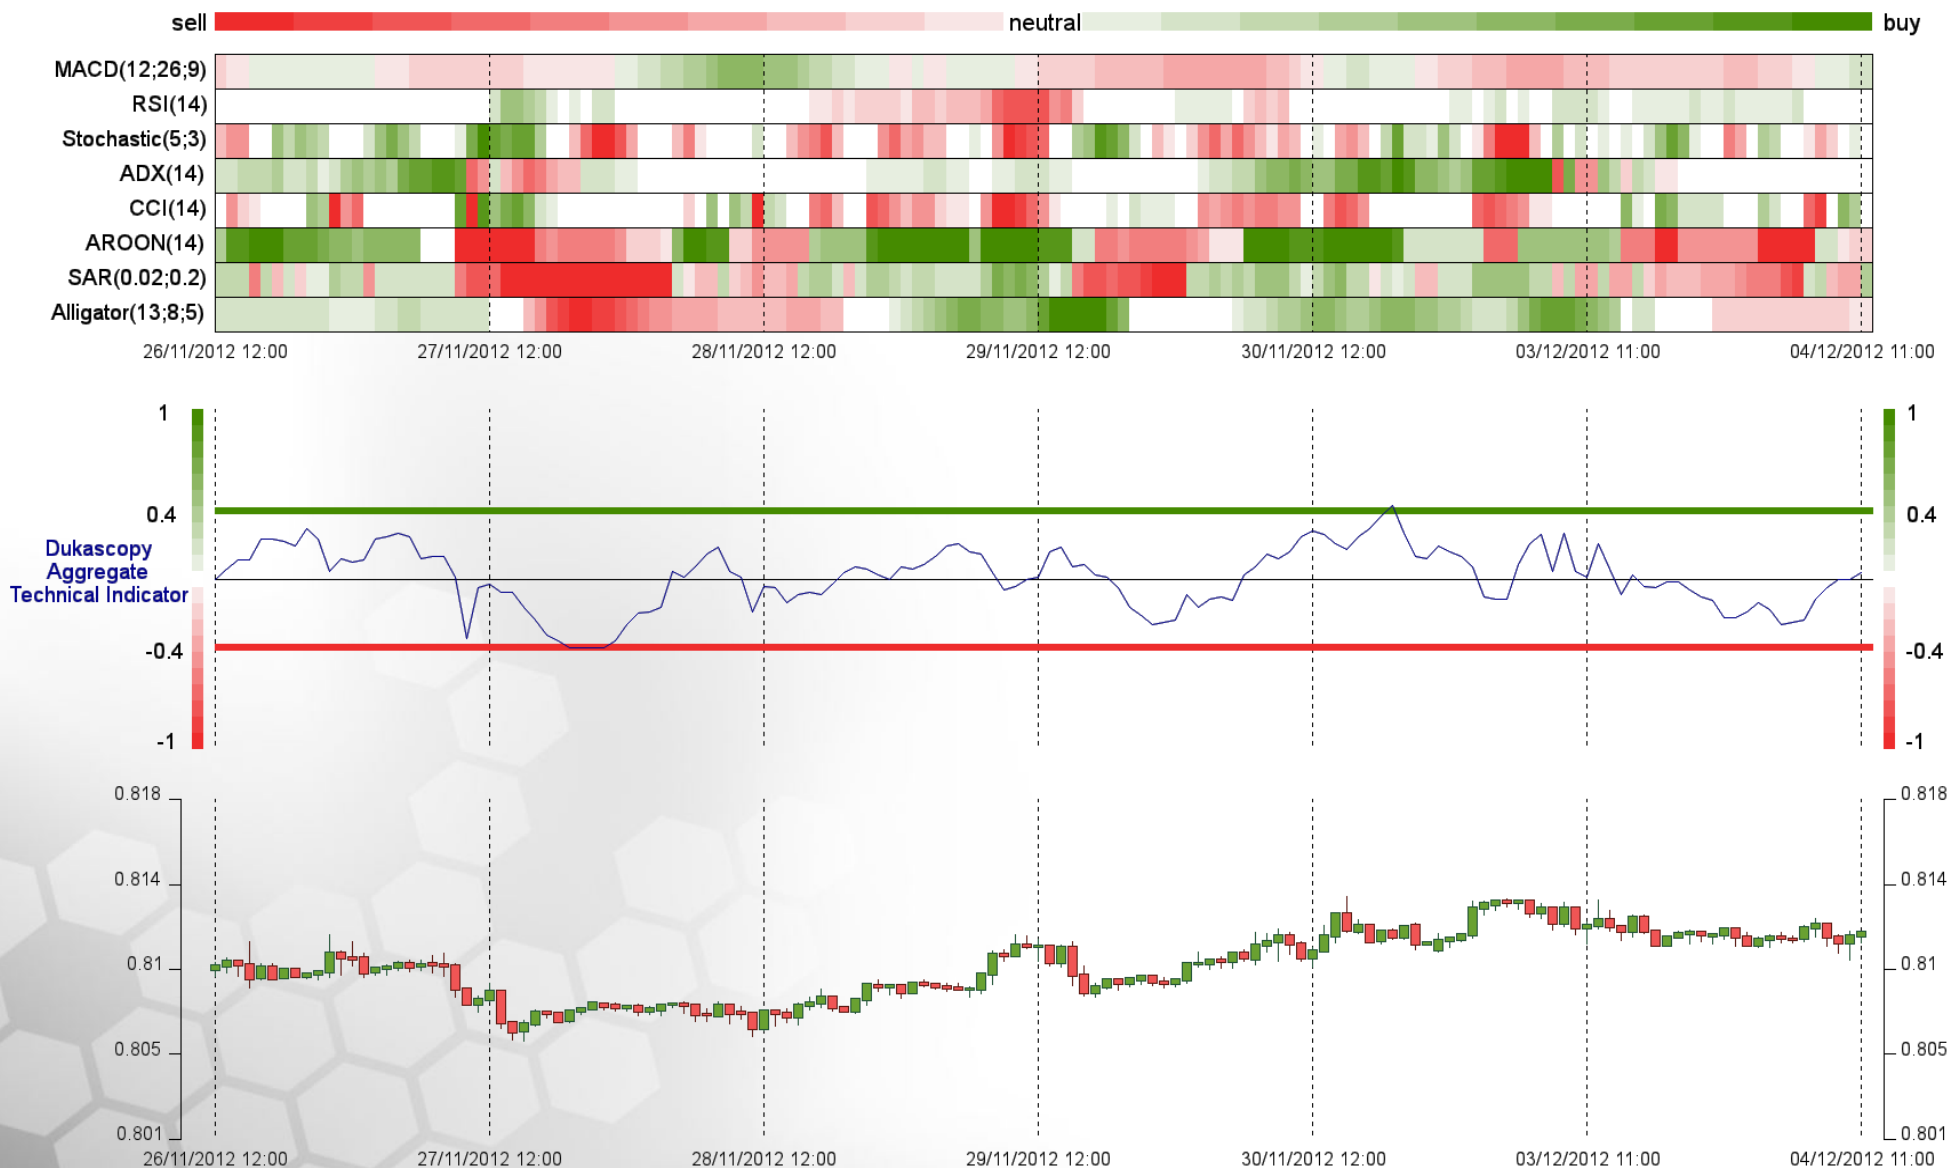 sell neutral buy
MACD(12;26;9)
RSI(14)
Stochastic(5;3)
ADX(14)
CCI(14)
AROON(14)
SAR(0.02;0.2)
Alligator(13;8;5)
26/11/2012 12:00 27/11/2012 12:00 28/11/2012 12:00 29/11/2012 12:00 30/11/2012 12:00 03/12/2012 11:00 04/12/2012 11:00
1 1
0.4 0.4
Dukascopy
Aggregate
Technical Indicator
-0.4 -0.4
-1 -1
0.818 0.818
0.814 0.814
0.81 0.81
0.805 0.805
0.801 0.801
26/11/2012 12:00 27/11/2012 12:00 28/11/2012 12:00 29/11/2012 12:00 30/11/2012 12:00 03/12/2012 11:00 04/12/2012 11:00